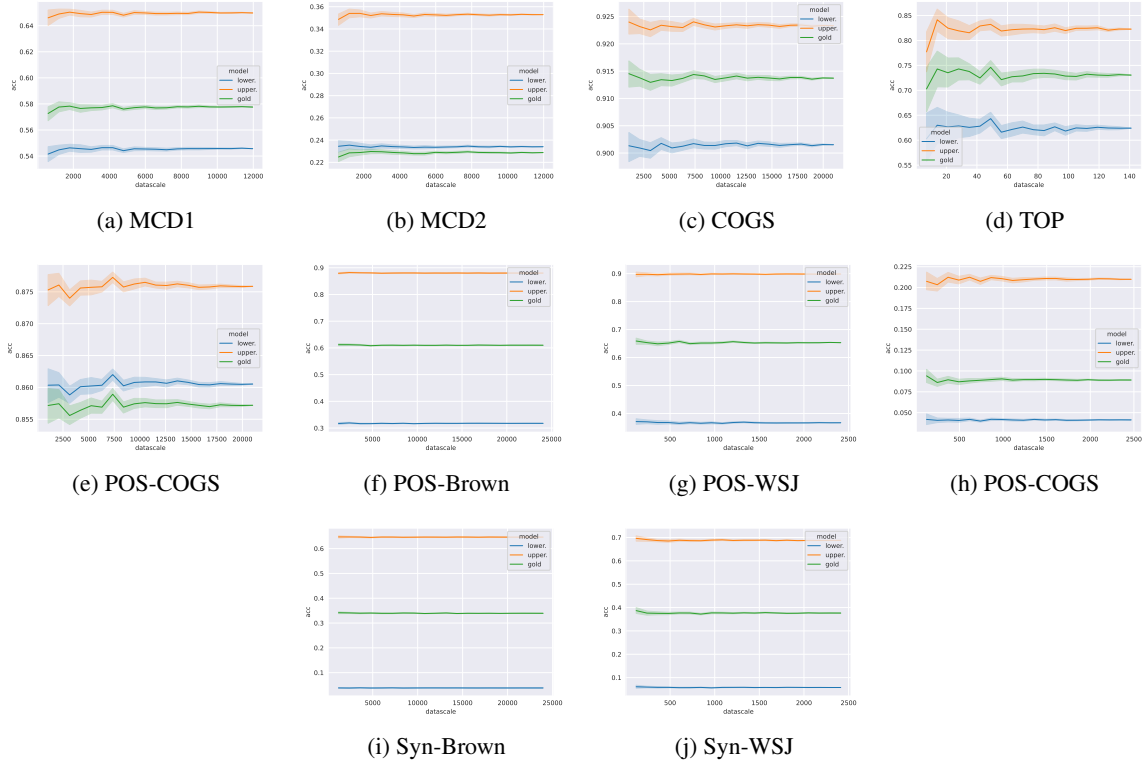 0.64
0.62
0.60
0.58
0.56
0.54
acc
model
lower.
upper.
gold
2000 4000 6000 8000 10000 12000
datascale
(a) MCD1
0.36
0.34
0.32
0.30
0.28
0.26
0.24
0.22
acc
model
lower.
upper.
gold
2000 4000 6000 8000 10000 12000
datascale
(b) MCD2
0.925
0.920
0.915
0.910
0.905
0.900
acc
model
lower.
upper.
gold
2500 5000 7500 10000 12500 15000 17500 20000
datascale
(c) COGS
0.85
0.80
0.75
0.70
0.65
0.60
0.55
acc
model
lower.
upper.
gold
20 40 60 80 100 120 140
datascale
(d) TOP
0.875
0.870
0.865
0.860
0.855
acc
model
lower.
upper.
gold
2500 5000 7500 10000 12500 15000 17500 20000
datascale
(e) POS-COGS
0.9
0.8
0.7
0.6
0.5
0.4
0.3
acc
model
lower.
upper.
gold
5000 10000 15000 20000 25000
datascale
(f) POS-Brown
0.9
0.8
0.7
0.6
0.5
0.4
acc
model
lower.
upper.
gold
500 1000 1500 2000 2500
datascale
(g) POS-WSJ
0.225
0.200
0.175
0.150
0.125
0.100
0.075
0.050
acc
model
lower.
upper.
gold
500 1000 1500 2000 2500
datascale
(h) POS-COGS
0.6
0.5
0.4
0.3
0.2
0.1
acc
model
lower.
upper.
gold
5000 10000 15000 20000 25000
datascale
(i) Syn-Brown
0.7
0.6
0.5
0.4
0.3
0.2
0.1
acc
model
lower.
upper.
gold
500 1000 1500 2000 2500
datascale
(j) Syn-WSJ